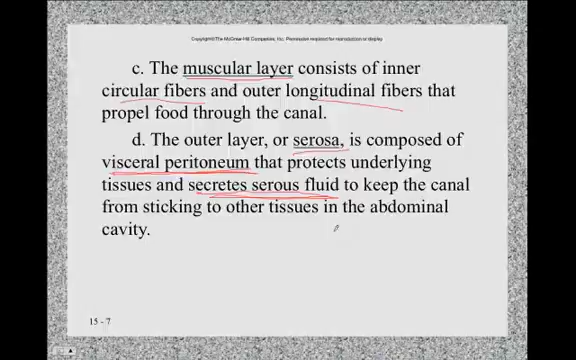 Copyright©The McGraw-Hill Companies, Inc. Permission required for reproduction or display
c. The muscular layer consists of inner
circular fibers and outer longitudinal fibers that
propel food through the canal.
d. The outer layer, or serosa, is composed of
visceral peritoneum that protects underlying
tissues and secretes serous fluid to keep the canal
from sticking to other tissues in the abdominal
cavity.
15 - 7